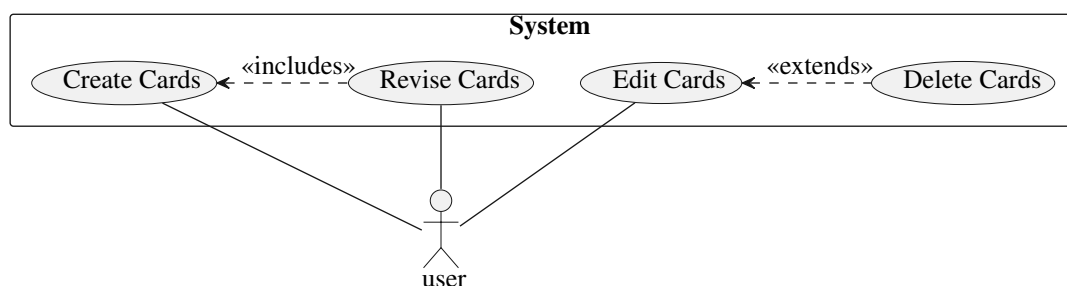 System
Create Cards
«includes»
Revise Cards
Edit Cards
«extends»
Delete Cards
user